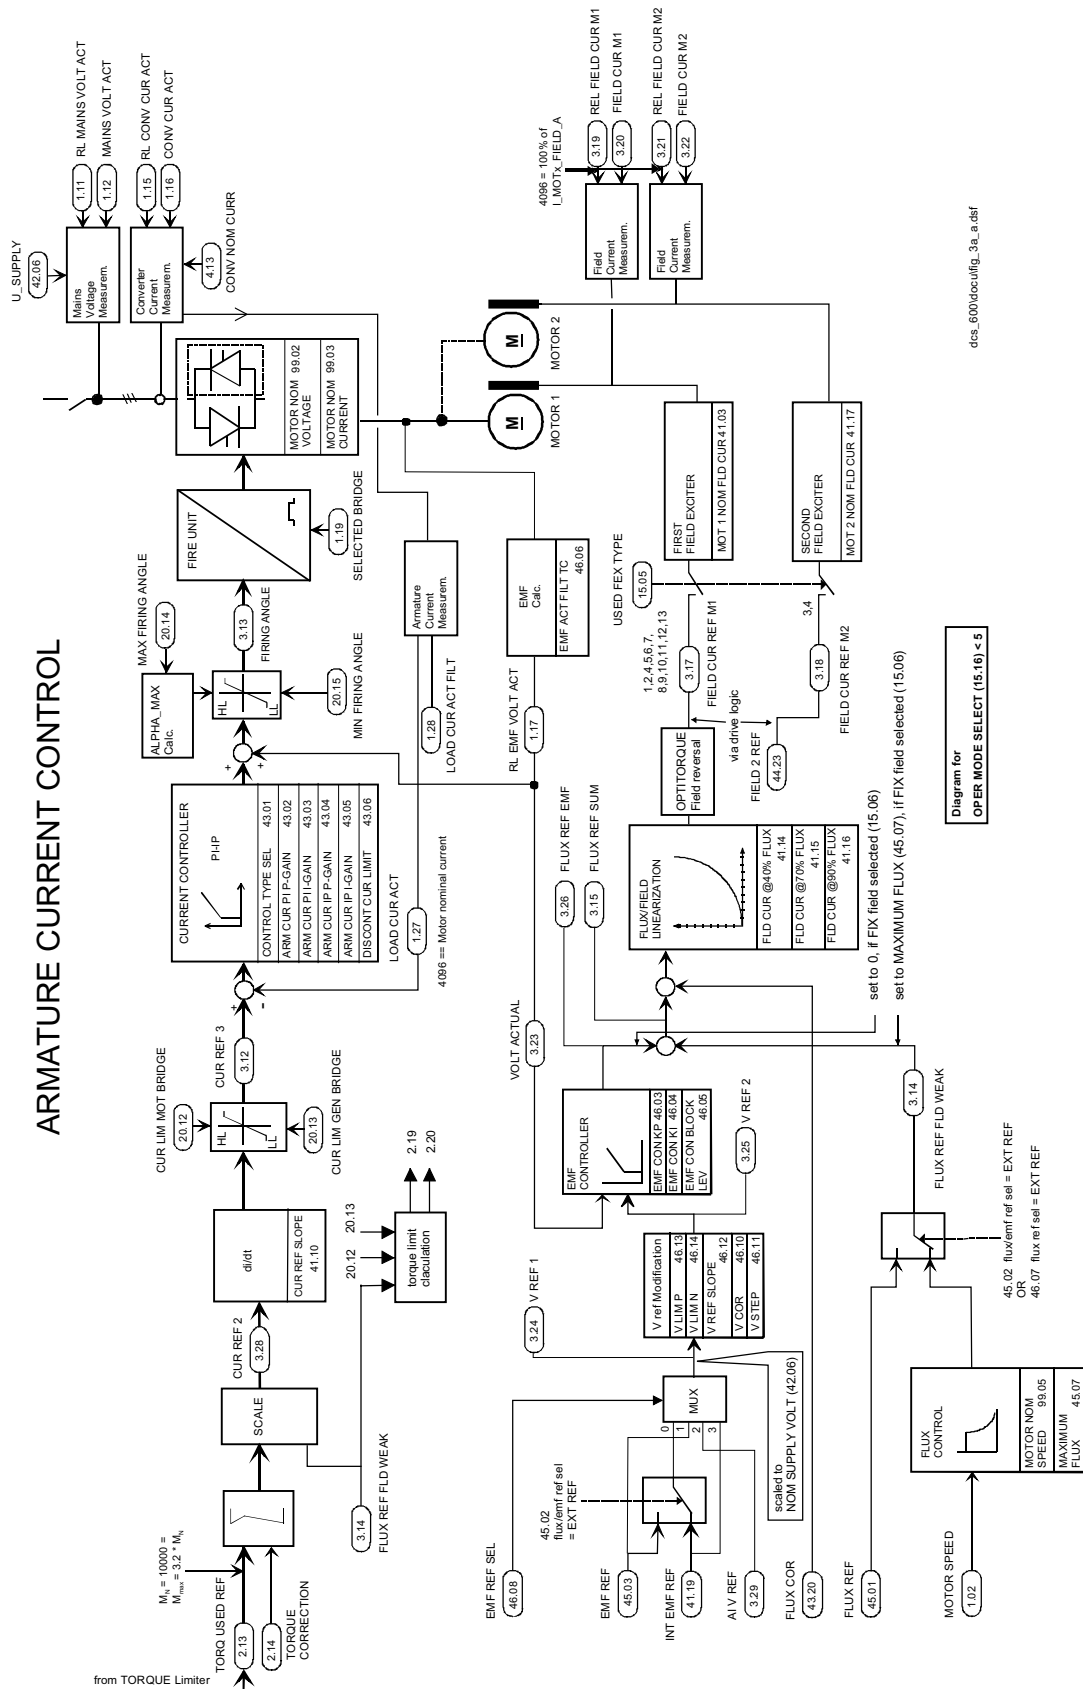 ARMATURE CURRENT CONTROL
from TORQUE Limiter
M_N = 10000 =
M_max = 3.2 * M_N
TORQ USED REF
2.13
2.14
TORQUE
CORRECTION
SCALE
3.14
FLUX REF FLD WEAK
CUR REF 2
3.28
di/dt
CUR REF SLOPE
41.10
20.12
20.13
torque limit
claculation
2.19
2.20
CUR LIM MOT BRIDGE
20.12
HL
LL
20.13
CUR LIM GEN BRIDGE
CUR REF 3
3.12
+
-
CURRENT CONTROLLER
PI-IP
CONTROL TYPE SEL 43.01
ARM CUR PI P-GAIN 43.02
ARM CUR PI I-GAIN 43.03
ARM CUR IP P-GAIN 43.04
ARM CUR IP I-GAIN 43.05
DISCONT CUR LIMIT 43.06
LOAD CUR ACT
1.27
4096 == Motor nominal current
+
+
ALPHA_MAX
Calc.
MAX FIRING ANGLE
20.14
HL
LL
20.15
MIN FIRING ANGLE
3.13
FIRING ANGLE
FIRE UNIT
1.19
SELECTED BRIDGE
1.28
LOAD CUR ACT FILT
Armature
Current
Measurem.
MOTOR NOM 99.02
VOLTAGE
MOTOR NOM 99.03
CURRENT
U_SUPPLY
42.06
Mains
Voltage
Measurem.
Converter
Current
Measurem.
RL MAINS VOLT ACT
1.11
1.12
MAINS VOLT ACT
RL CONV CUR ACT
1.15
1.16
CONV CUR ACT
4.13
CONV NOM CURR
M
MOTOR 1
M
MOTOR 2
EMF
Calc.
EMF ACT FILT TC
46.06
1.17
RL EMF VOLT ACT
VOLT ACTUAL
3.23
4096 = 100% of
I_MOTx_FIELD_A
Field
Current
Measurem.
3.19
REL FIELD CUR M1
3.20
FIELD CUR M1
Field
Current
Measurem.
3.21
REL FIELD CUR M2
3.22
FIELD CUR M2
EMF REF SEL
46.08
45.02
flux/emf ref sel
= EXT REF
EMF REF
45.03
INT EMF REF
41.19
AI V REF
3.29
0
1
2
3
MUX
3.24
V REF 1
scaled to
NOM SUPPLY VOLT (42.06)
V ref Modification
V LIM P 46.13
V LIM N 46.14
V REF SLOPE
46.12
V COR 46.10
V STEP 46.11
3.25
V REF 2
EMF
CONTROLLER
EMF CON KP 46.03
EMF CON KI 46.04
EMF CON BLOCK
LEV 46.05
3.26
FLUX REF EMF
3.15
FLUX REF SUM
FLUX/FIELD
LINEARIZATION
FLD CUR @40% FLUX
41.14
FLD CUR @70% FLUX
41.15
FLD CUR @90% FLUX
41.16
OPTITORQUE
Field reversal
via drive logic
44.23
FIELD 2 REF
1,2,4,5,6,7,
8,9,10,11,12,13
3.17
FIELD CUR REF M1
3,4
3.18
FIELD CUR REF M2
USED FEX TYPE
15.05
FIRST
FIELD EXCITER
MOT 1 NOM FLD CUR 41.03
SECOND
FIELD EXCITER
MOT 2 NOM FLD CUR 41.17
FLUX COR
43.20
FLUX REF
45.01
MOTOR SPEED
1.02
FLUX
CONTROL
MOTOR NOM
SPEED 99.05
MAXIMUM
FLUX 45.07
45.02 flux/emf ref sel = EXT REF
OR
46.07 flux ref sel = EXT REF
3.14
FLUX REF FLD WEAK
set to 0, if FIX field selected (15.06)
set to MAXIMUM FLUX (45.07), if FIX field selected (15.06)
Diagram for
OPER MODE SELECT (15.16) < 5
dcs_600\docu\fig_3a_a.dsf